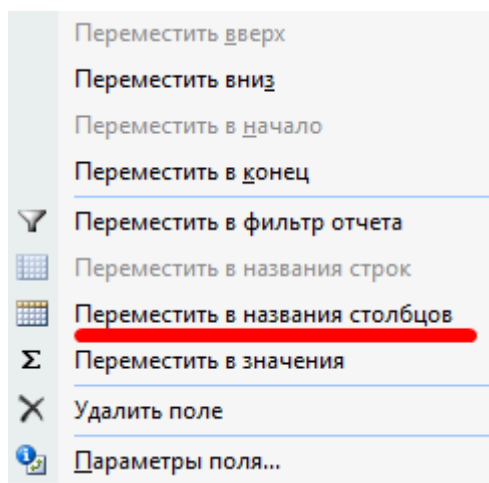 Переместить вверх
Переместить вниз
Переместить в начало
Переместить в конец
Переместить в фильтр отчета
Переместить в названия строк
Переместить в названия столбцов
Σ Переместить в значения
Удалить поле
Параметры поля...